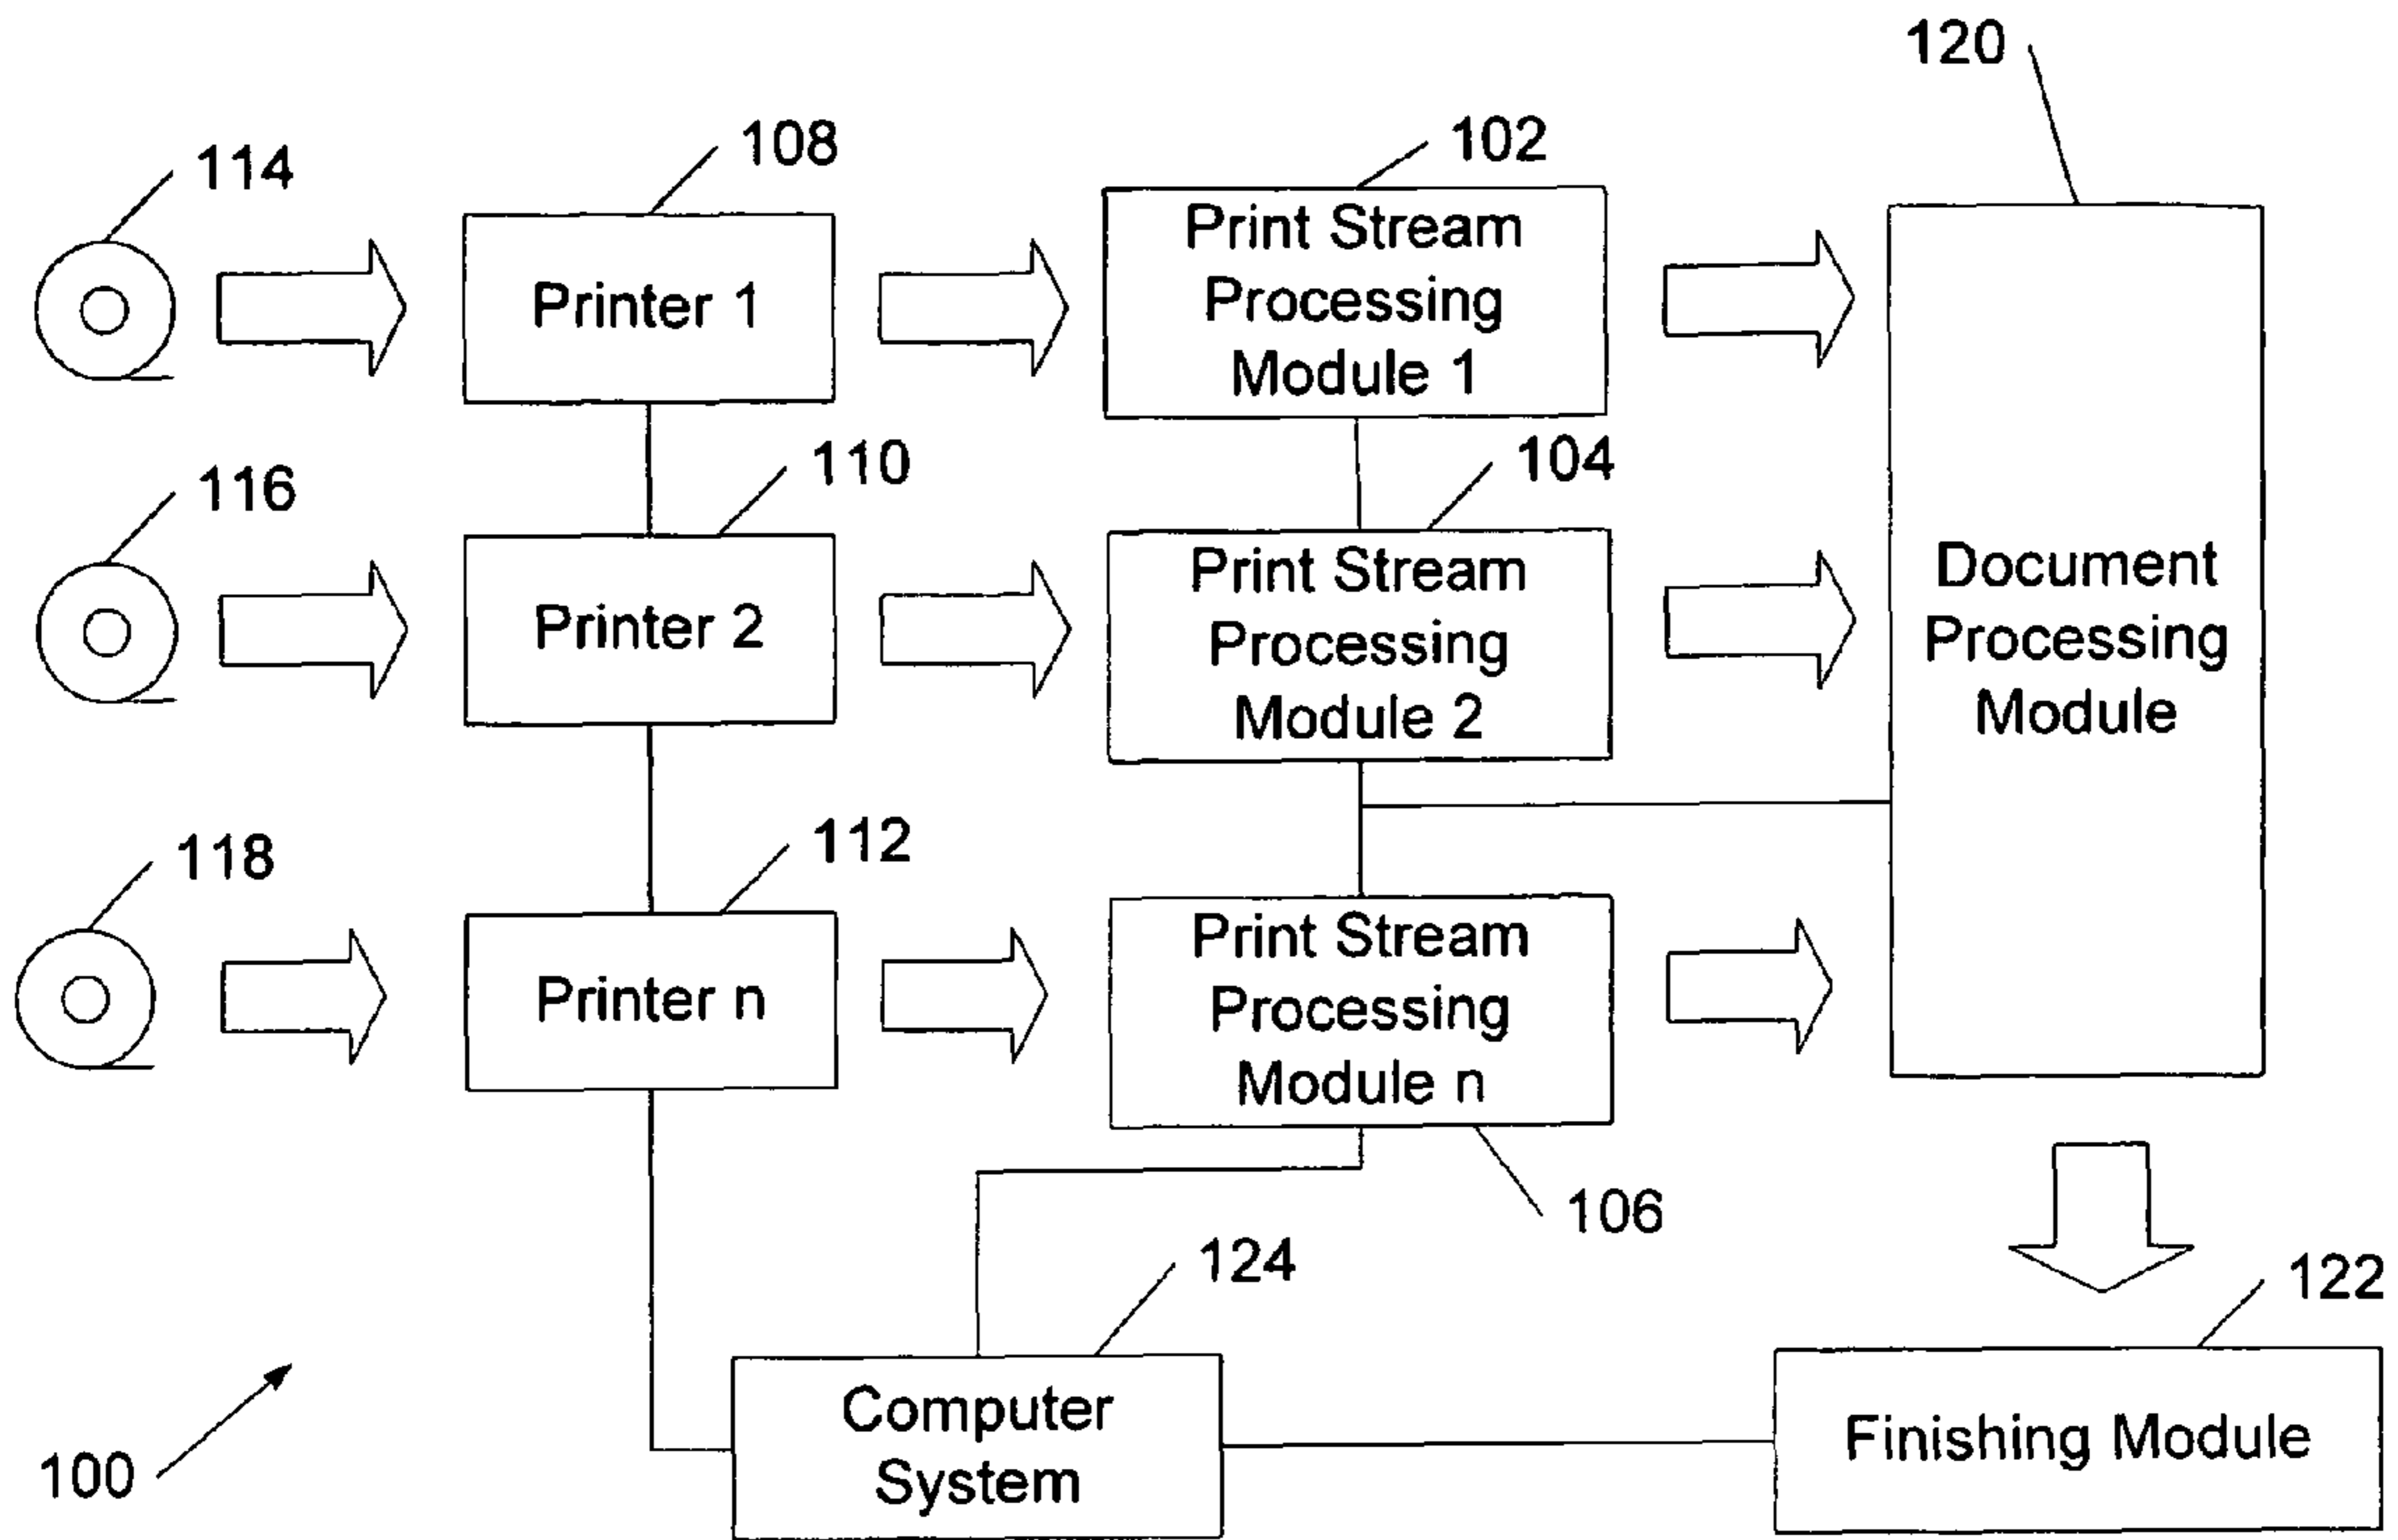 120
108
102
114
Printer 1
Print Stream
Processing
Module 1
110
104
116
Printer 2
Print Stream
Processing
Module 2
Document
Processing
Module
112
118
Printer n
Print Stream
Processing
Module n
106
124
122
Computer
System
Finishing Module
100